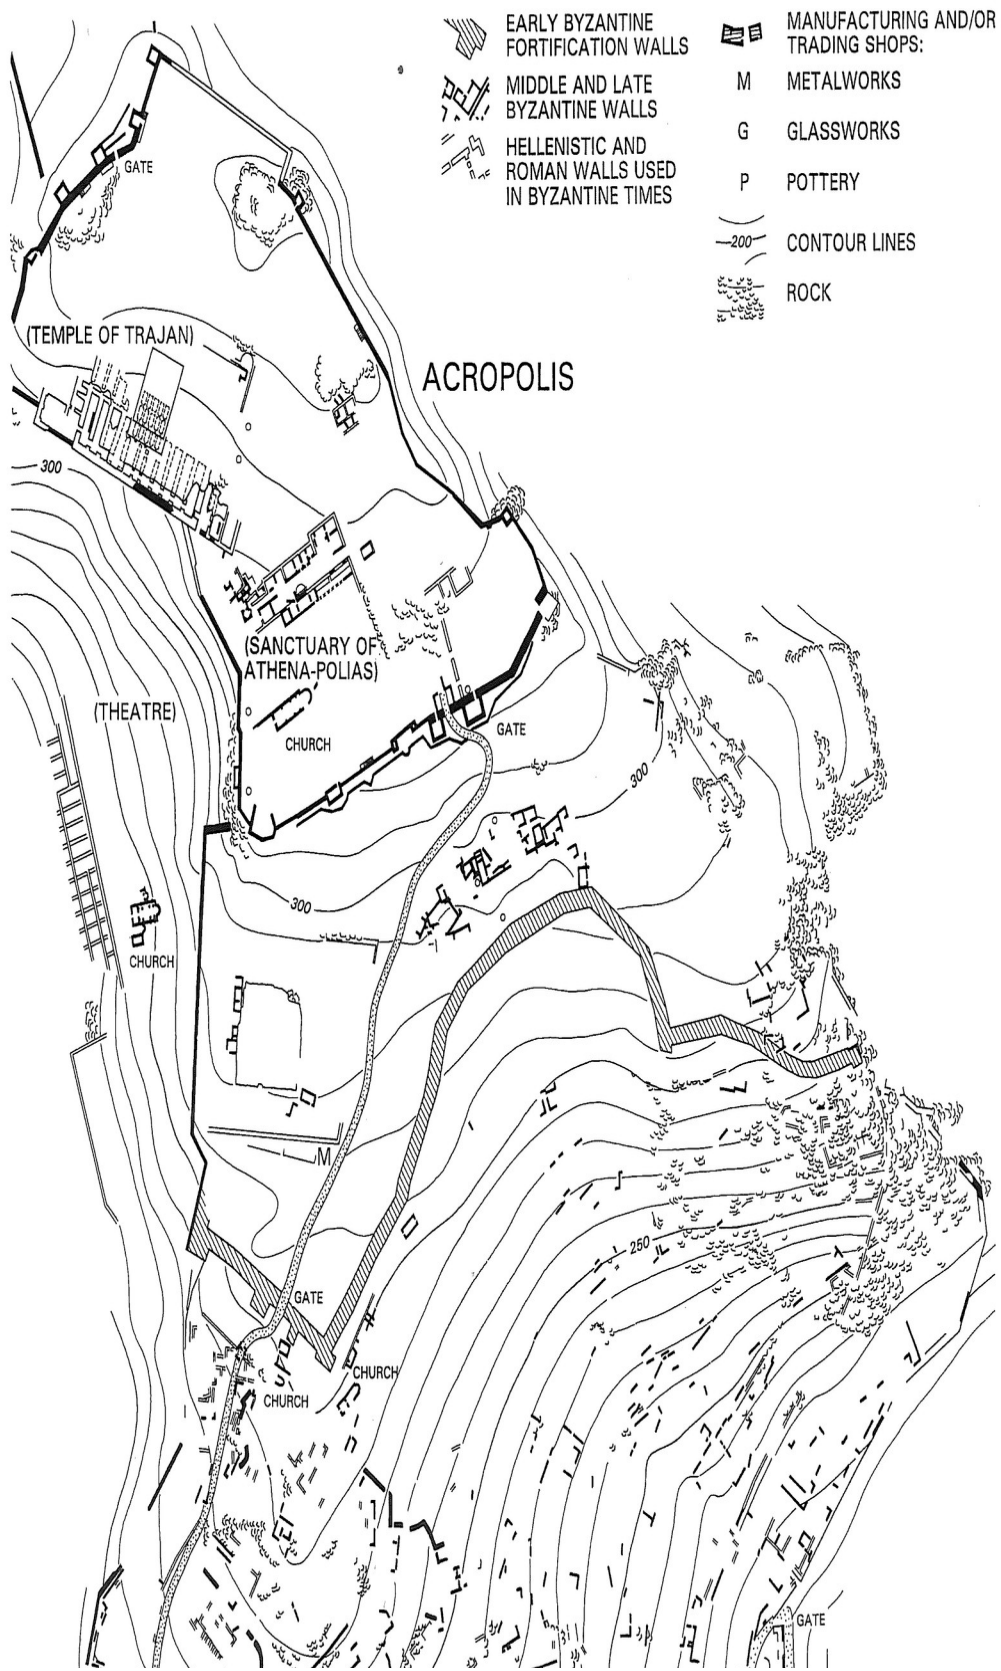 EARLY BYZANTINE
FORTIFICATION WALLS
MIDDLE AND LATE
BYZANTINE WALLS
HELLENISTIC AND
ROMAN WALLS USED
IN BYZANTINE TIMES
MANUFACTURING AND/OR
TRADING SHOPS:
M METALWORKS
G GLASSWORKS
P POTTERY
200 CONTOUR LINES
ROCK
GATE
(TEMPLE OF TRAJAN)
ACROPOLIS
300
(SANCTUARY OF
ATHENA-POLIAS)
(THEATRE)
CHURCH
GATE
300
300
CHURCH
M
250
GATE
CHURCH
CHURCH
GATE